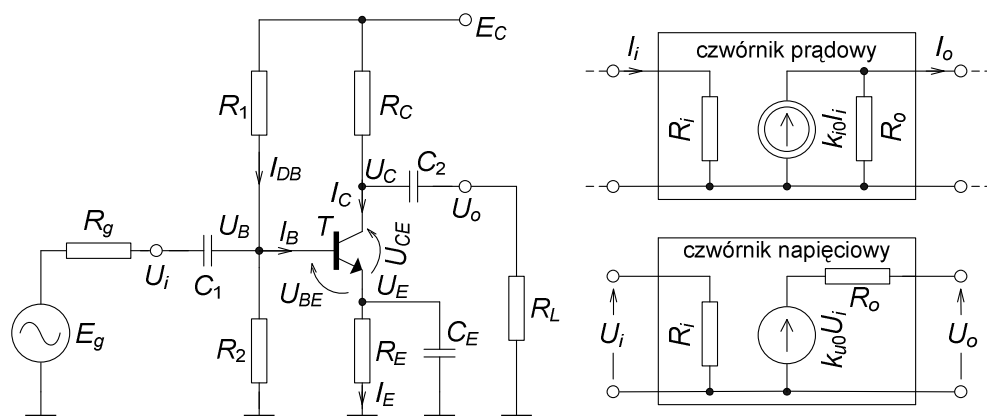 E_C
R_1
R_C
I_DB
U_C
C_2
I_C
U_o
R_g
U_B
I_B
T
U_CE
U_i
C_1
U_BE
U_E
R_L
E_g
R_2
R_E
C_E
I_E
czwórnik prądowy
I_i
I_o
R_i
k_i0 I_i
R_o
czwórnik napięciowy
R_o
U_i
R_i
k_u0 U_i
U_o